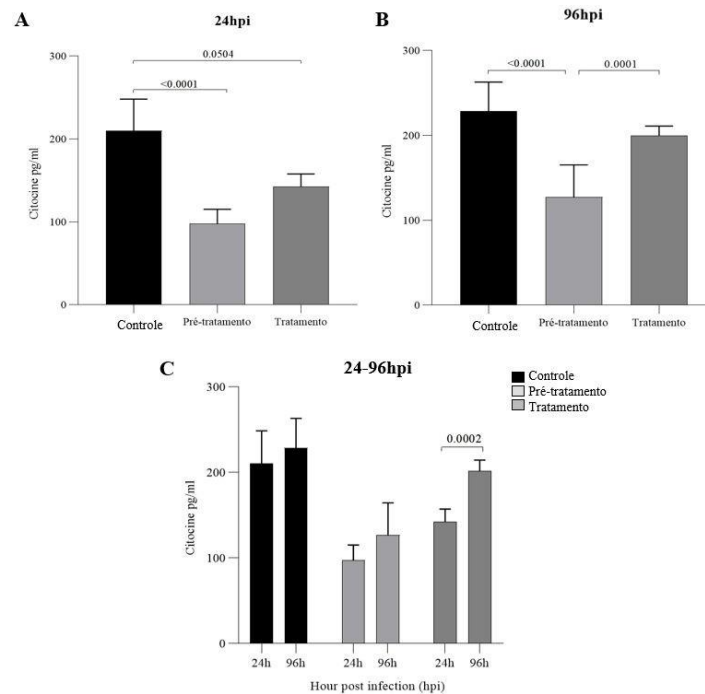 A
24hpi
0.0504
<0.0001
300
200
100
0
Citocine pg/ml
Controle
Pré-tratamento
Tratamento
B
96hpi
<0.0001
0.0001
300
200
100
0
Citocine pg/ml
Controle
Pré-tratamento
Tratamento
C
24-96hpi
Controle
Pré-tratamento
Tratamento
0.0002
300
200
100
0
Citocine pg/ml
24h
96h
24h
96h
24h
96h
Hour post infection (hpi)